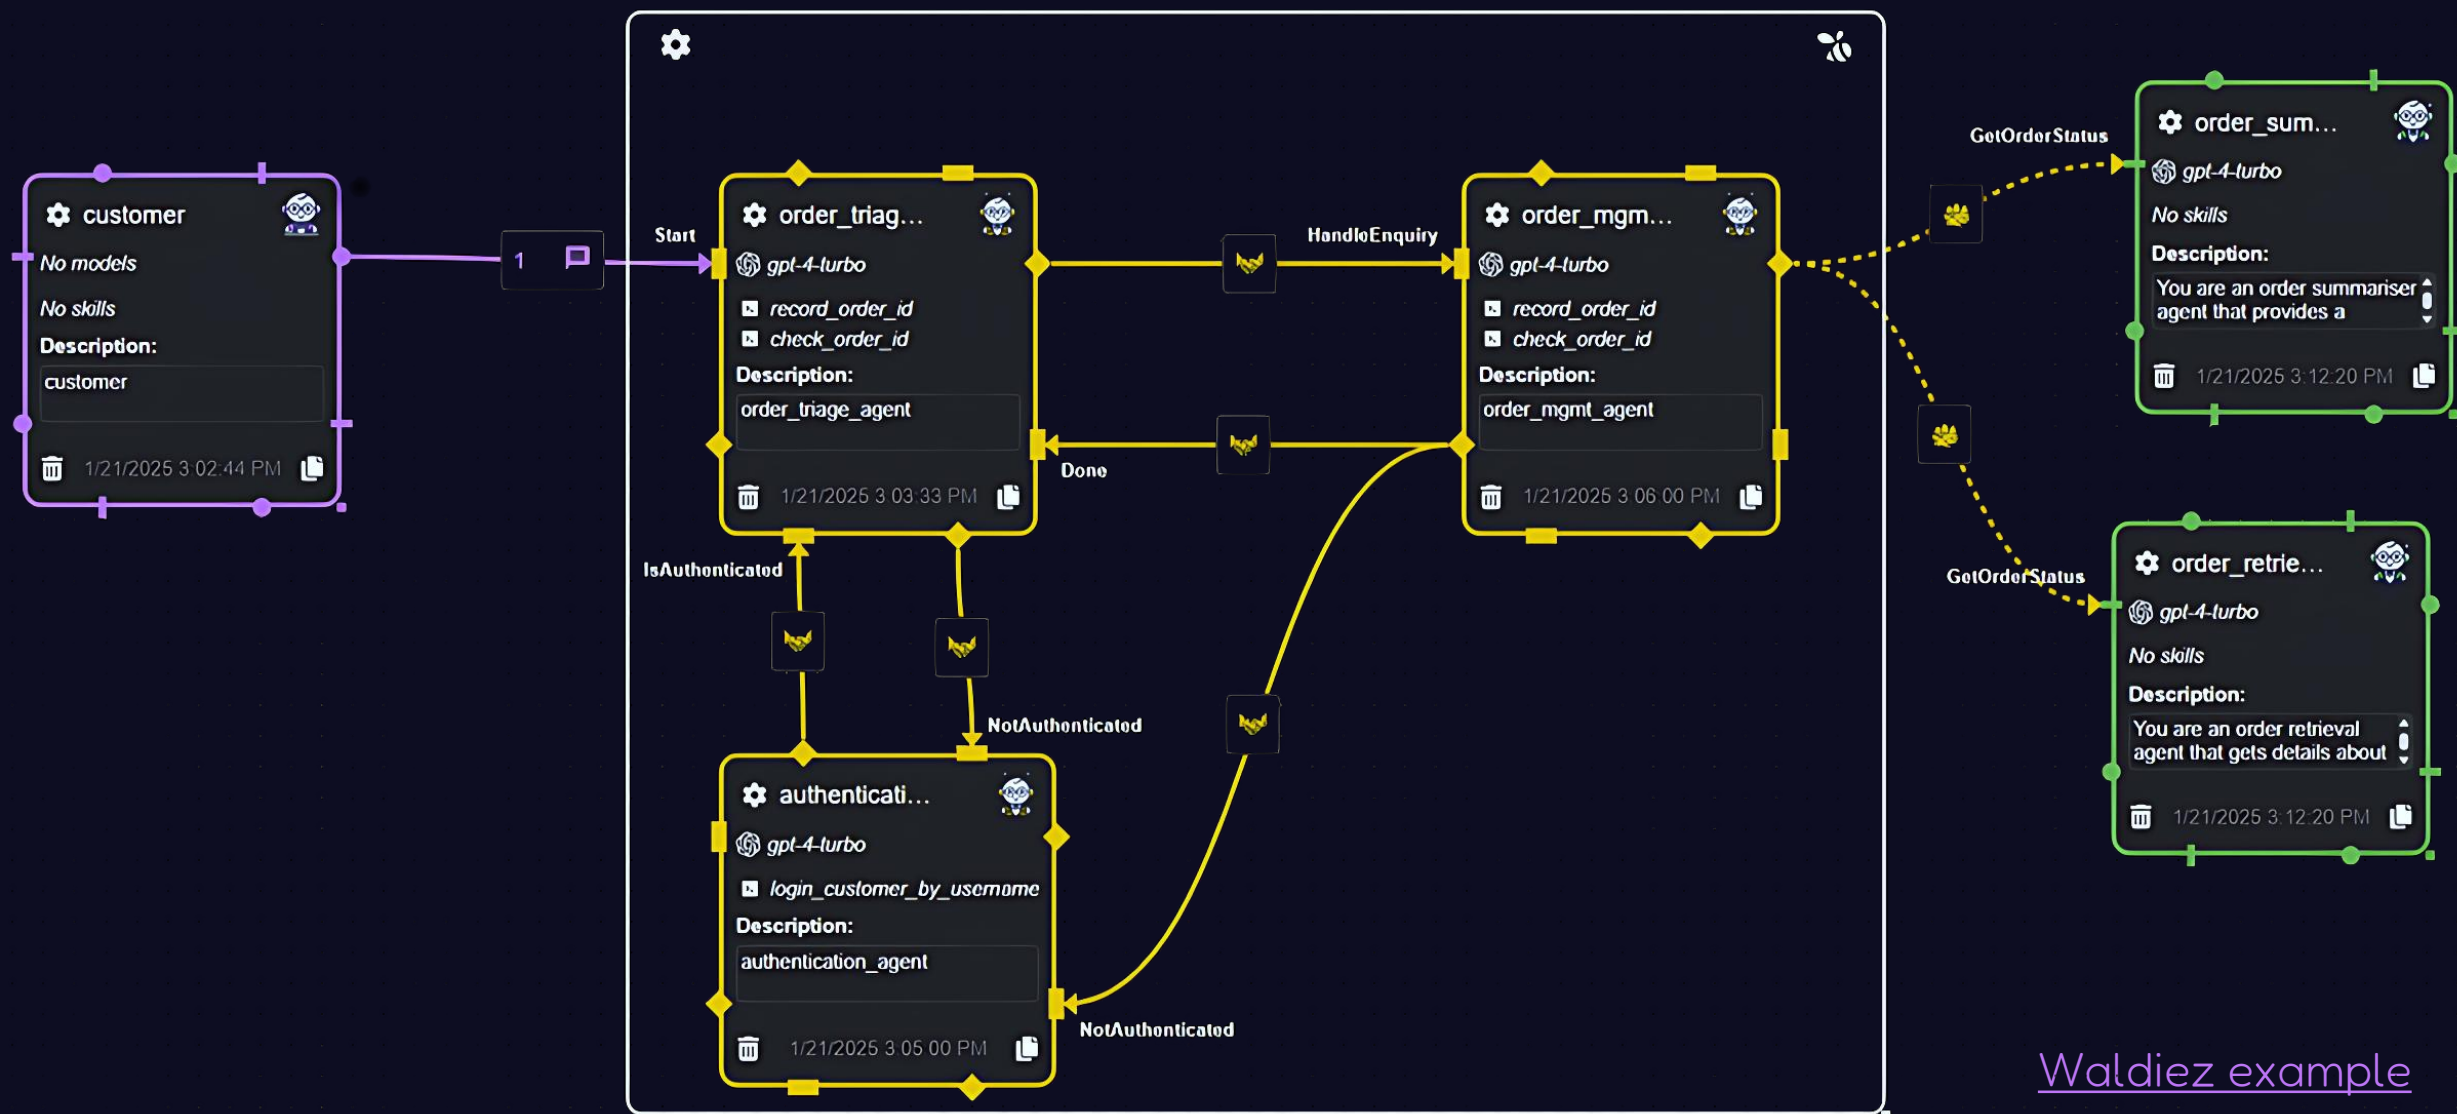 customer
No models
No skills
Description:
customer
1/21/2025 3:02:44 PM
1
Start
order_triag...
gpt-4-turbo
record_order_id
check_order_id
Description:
order_triage_agent
1/21/2025 3:03:33 PM
HandleEnquiry
order_mgm...
gpt-4-turbo
record_order_id
check_order_id
Description:
order_mgmt_agent
1/21/2025 3:06:00 PM
Done
IsAuthenticated
NotAuthenticated
authenticati...
gpt-4-turbo
login_customer_by_username
Description:
authentication_agent
1/21/2025 3:05:00 PM
NotAuthenticated
GetOrderStatus
order_sum...
gpt-4-turbo
No skills
Description:
You are an order summariser
agent that provides a
1/21/2025 3:12:20 PM
GetOrderStatus
order_retrie...
gpt-4-turbo
No skills
Description:
You are an order retrieval
agent that gets details about
1/21/2025 3:12:20 PM
Waldiez example